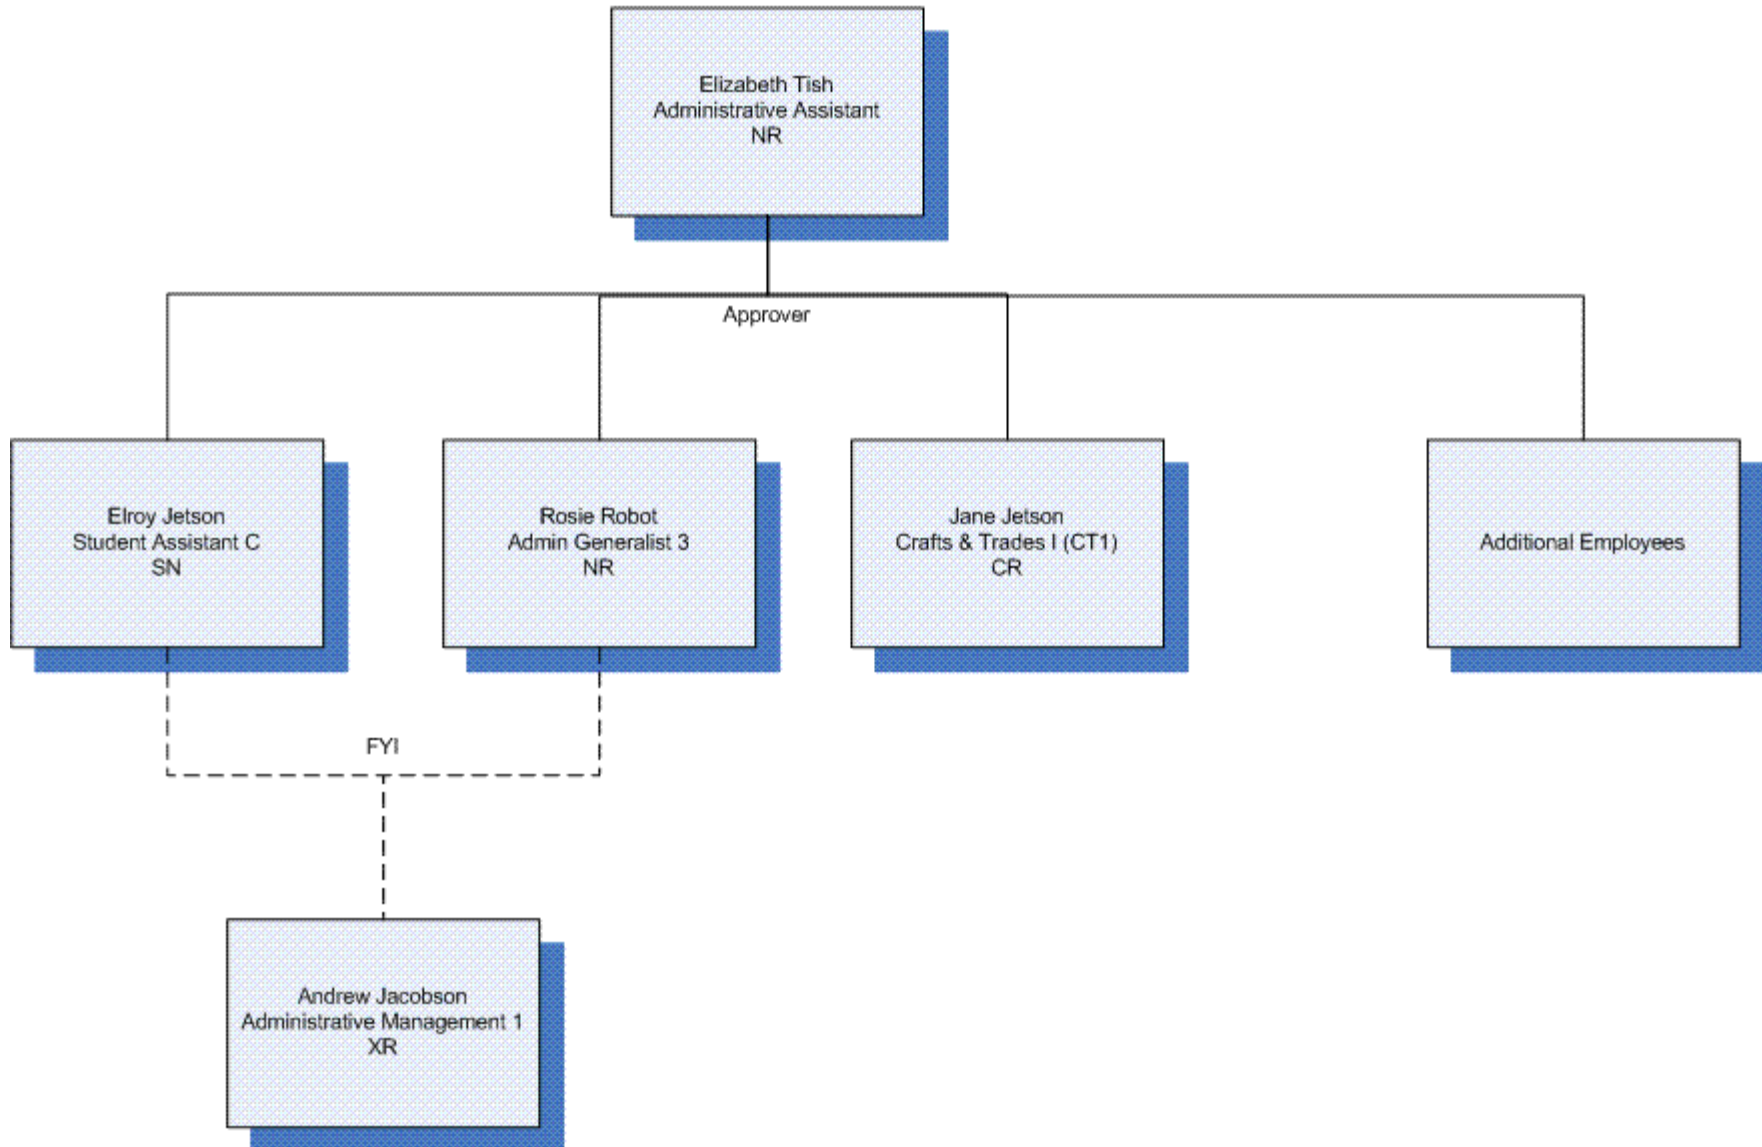 Elizabeth Tish
Administrative Assistant
NR
Approver
Elroy Jetson
Student Assistant C
SN
Rosie Robot
Admin Generalist 3
NR
Jane Jetson
Crafts & Trades I (CT1)
CR
Additional Employees
FYI
Andrew Jacobson
Administrative Management 1
XR